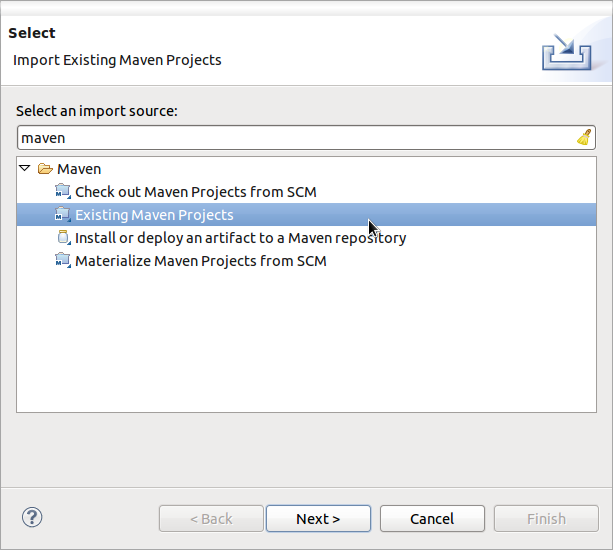 Select
Import Existing Maven Projects
Select an import source:
maven
Maven
Check out Maven Projects from SCM
Existing Maven Projects
Install or deploy an artifact to a Maven repository
Materialize Maven Projects from SCM
?
< Back
Next >
Cancel
Finish